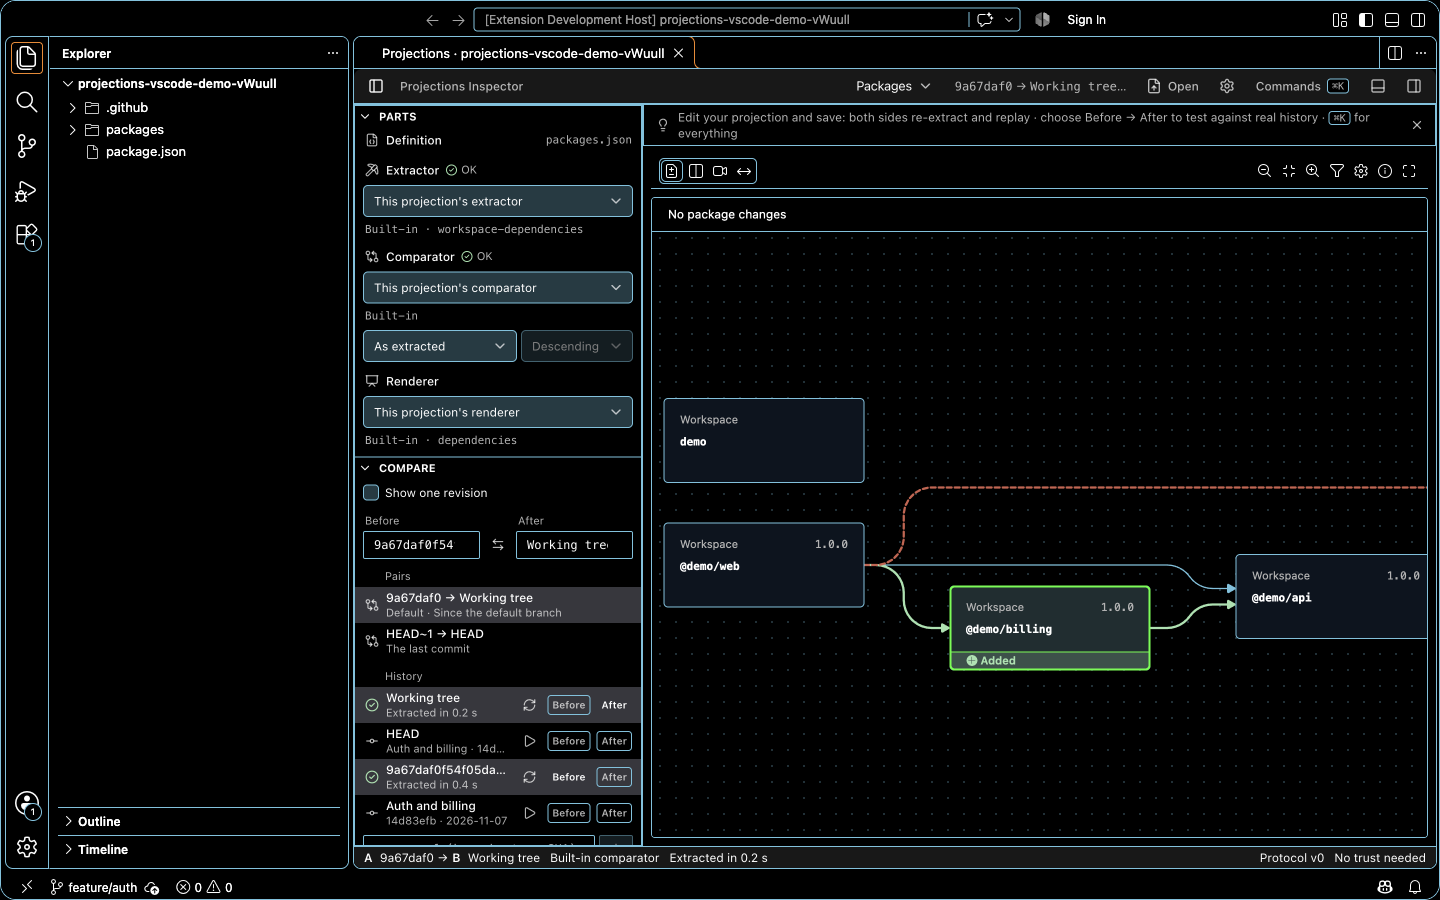 [Extension Development Host] projections-vscode-demo-vWuull
Sign In
Explorer
Projections · projections-vscode-demo-vWuull
projections-vscode-demo-vWuull
.github
packages
package.json
1
Projections Inspector
Packages
9a67daf0 → Working tree…
Open
Commands
⌘K
PARTS
Definition
packages.json
Extractor
OK
This projection's extractor
Built-in · workspace-dependencies
Comparator
OK
This projection's comparator
Built-in
As extracted
Descending
Renderer
This projection's renderer
Built-in · dependencies
COMPARE
Show one revision
Before
After
9a67daf0f54
Working tre
Pairs
9a67daf0 → Working tree
Default · Since the default branch
HEAD~1 → HEAD
The last commit
History
Working tree
Extracted in 0.2 s
Before
After
HEAD
Auth and billing · 14d…
Before
After
9a67daf0f54f05da…
Extracted in 0.4 s
Before
After
Auth and billing
14d83efb · 2026-11-07
Before
After
Edit your projection and save: both sides re-extract and replay · choose Before → After to test against real history · ⌘K for
everything
No package changes
Workspace
demo
Workspace
1.0.0
@demo/web
Workspace
1.0.0
@demo/billing
Added
Workspace
1.0.0
@demo/api
1
Outline
Timeline
A 9a67daf0 → B Working tree
Built-in comparator
Extracted in 0.2 s
Protocol v0
No trust needed
feature/auth
0
0